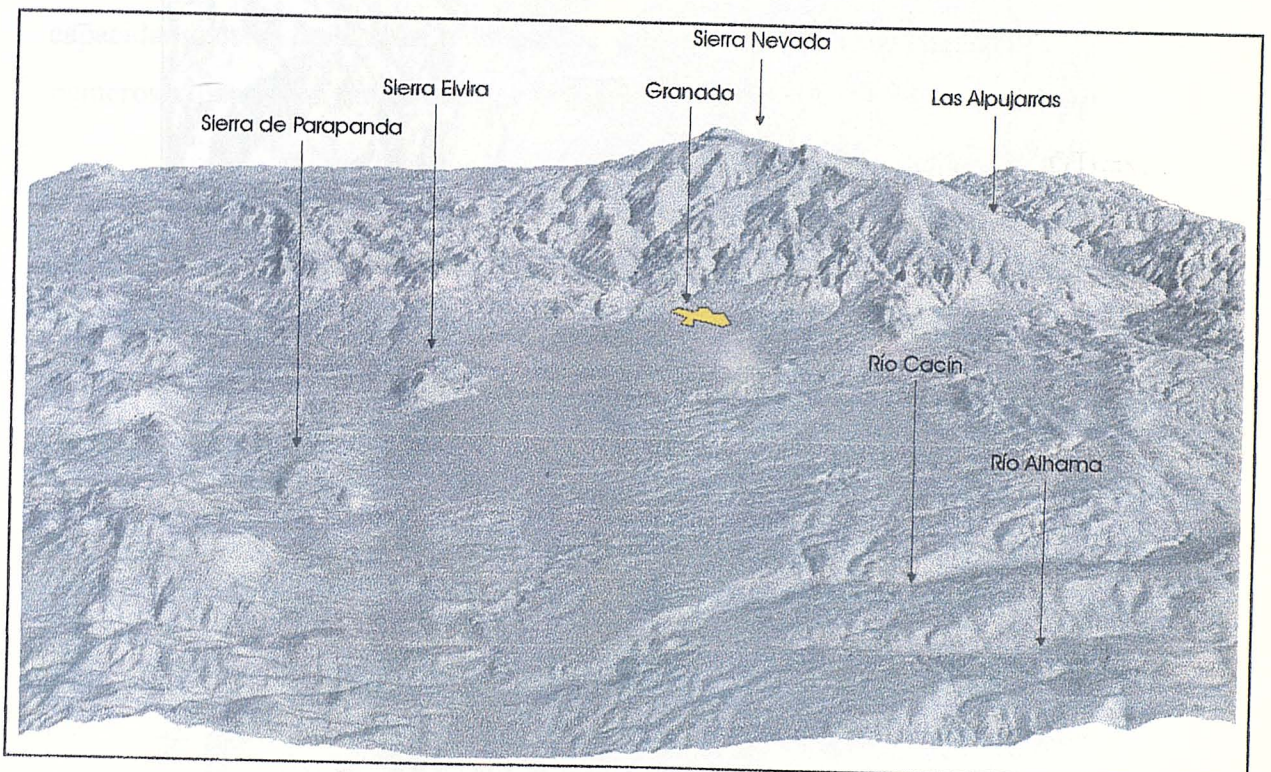 Sierra Nevada
Sierra Elvira
Granada
Las Alpujarras
Sierra de Parapanda
Río Cacín
Río Alhama